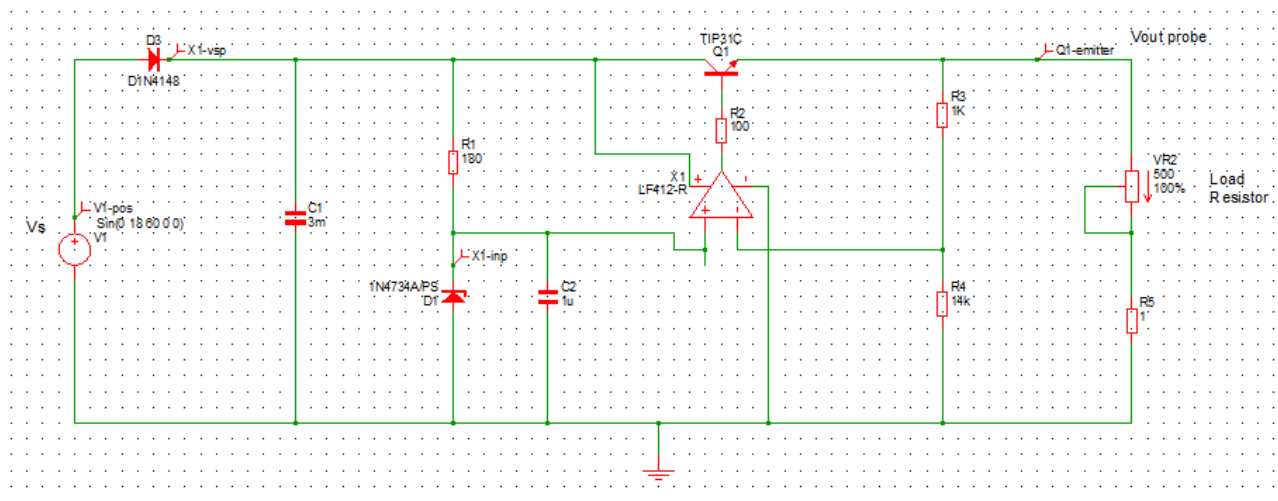 TIP31C
Q1
Vout probe
D3
X1-vsp
Q1-emitter
D1N4148
R3
1K
R2
100
R1
180
VR2
500
100%
Load
Resistor
X1
LF412-R
V1-pos
Sin(0 18 60 0 0)
V1
Vs
C1
3m
X1-inp
1N4734A/PS
D1
C2
1u
R4
14k
R5
1